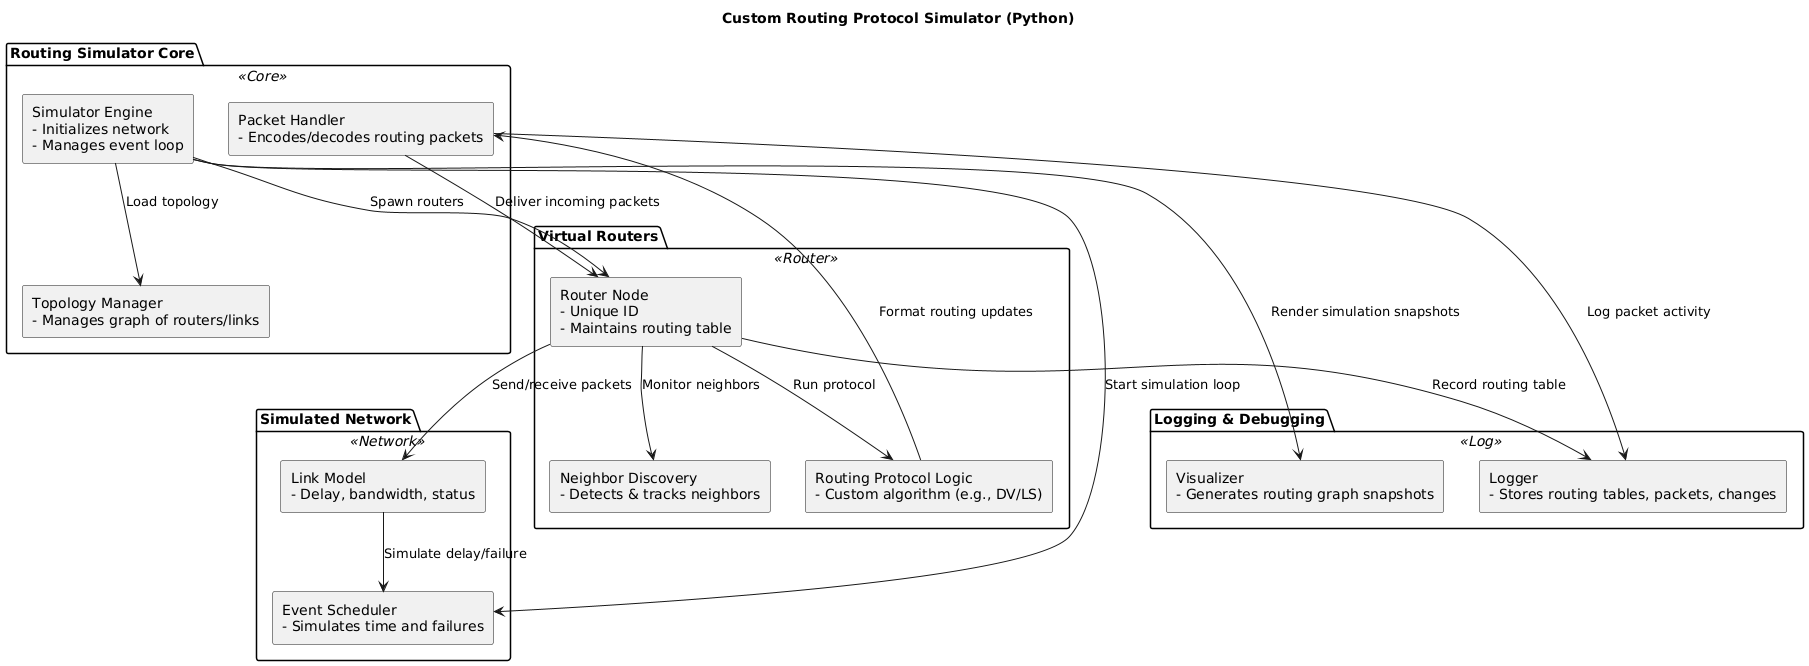 Custom Routing Protocol Simulator (Python)
Routing Simulator Core
«Core»
Simulator Engine
- Initializes network
- Manages event loop
Packet Handler
- Encodes/decodes routing packets
Load topology
Spawn routers
Deliver incoming packets
Topology Manager
- Manages graph of routers/links
Virtual Routers
«Router»
Router Node
- Unique ID
- Maintains routing table
Format routing updates
Render simulation snapshots
Log packet activity
Send/receive packets
Monitor neighbors
Run protocol
Start simulation loop
Record routing table
Simulated Network
«Network»
Link Model
- Delay, bandwidth, status
Neighbor Discovery
- Detects & tracks neighbors
Routing Protocol Logic
- Custom algorithm (e.g., DV/LS)
Logging & Debugging
«Log»
Visualizer
- Generates routing graph snapshots
Logger
- Stores routing tables, packets, changes
Simulate delay/failure
Event Scheduler
- Simulates time and failures